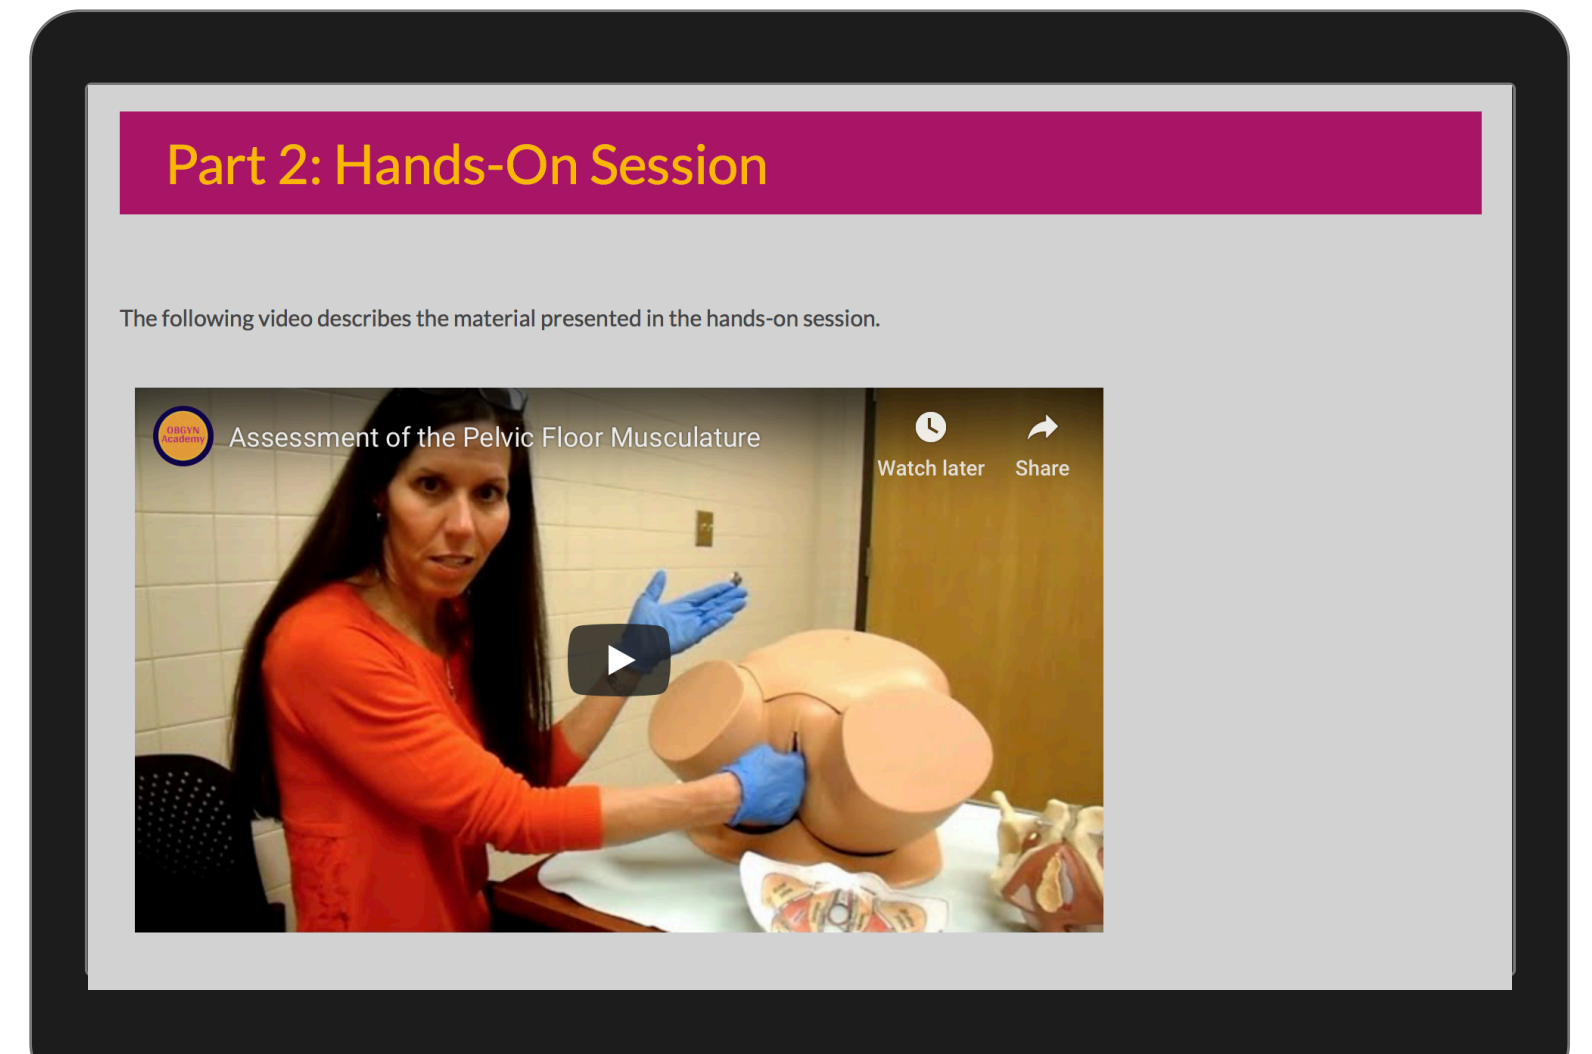 Part 2: Hands-On Session
The following video describes the material presented in the hands-on session.
OBGYN
Academy
Assessment of the Pelvic Floor Musculature
Watch later
Share